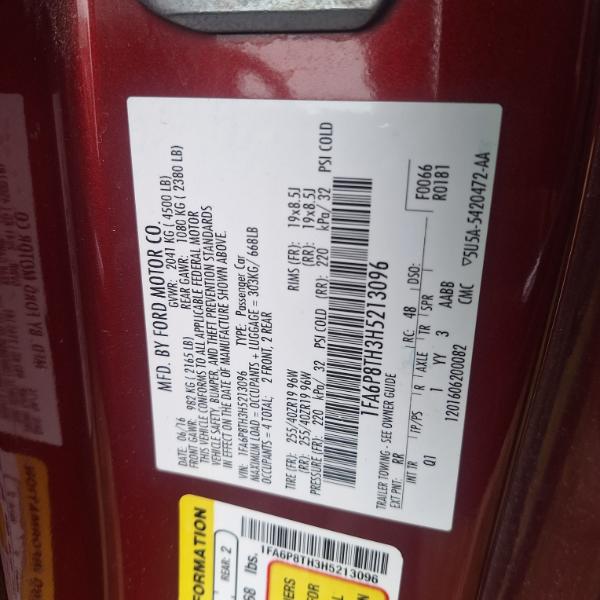 MFD. BY FORD MOTOR CO.
DATE: 06/16 GVWR: 2041 KG ( 4500 LB)
FRONT GAWR: 982 KG ( 2165 LB) REAR GAWR: 1080 KG ( 2380 LB)
THIS VEHICLE CONFORMS TO ALL APPLICABLE FEDERAL MOTOR
VEHICLE SAFETY, BUMPER, AND THEFT PREVENTION STANDARDS
IN EFFECT ON THE DATE OF MANUFACTURE SHOWN ABOVE.
VIN: 1FA6P8TH3H5213096 TYPE: Passenger Car
MAXIMUM LOAD = OCCUPANTS + LUGGAGE = 303KG/ 668LB
OCCUPANTS = 4 TOTAL; 2 FRONT, 2 REAR
TIRE (FR): 255/40ZR19 96W RIMS (FR): 19x8.5J
(RR): 255/40ZR19 96W (RR): 19x8.5J
PRESSURE (FR): 220 kPa/ 32 PSI COLD (RR): 220 kPa/ 32 PSI COLD
1FA6P8TH3H5213096
TRAILER TOWING - SEE OWNER GUIDE
EXT PNT: RR RC: 48 DSO: F0066
R0181
INT TR TP/PS R AXLE TR SPR
Q1 1 YY 3 AABB
1201606200082 CMC 5U5A-5420472-AA
FORMATION
REAR: 2
lbs.
1FA6P8TH3H5213096
FOR